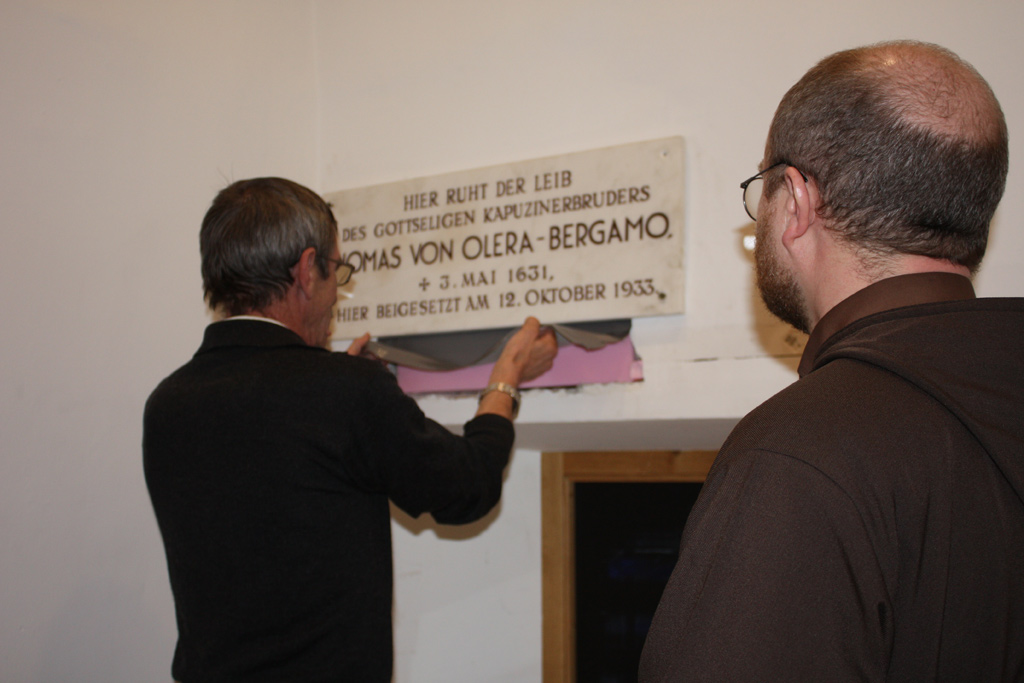 HIER RUHT DER LEIB
DES GOTTSELIGEN KAPUZINERBRUDERS
OMAS VON OLERA-BERGAMO.
✝ 3. MAI 1631,
HIER BEIGESETZT AM 12. OKTOBER 1933.